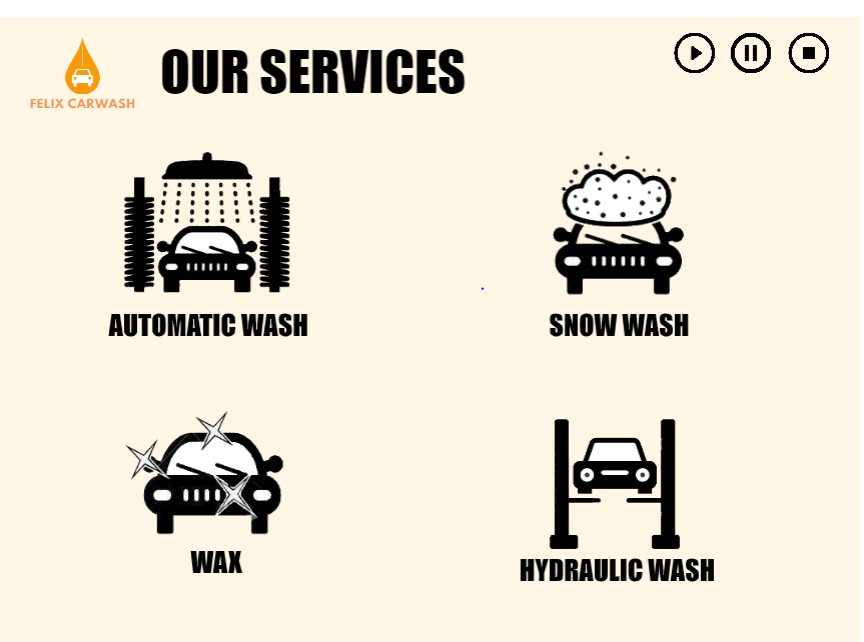 OUR SERVICES
FELIX CARWASH
AUTOMATIC WASH
SNOW WASH
WAX
HYDRAULIC WASH